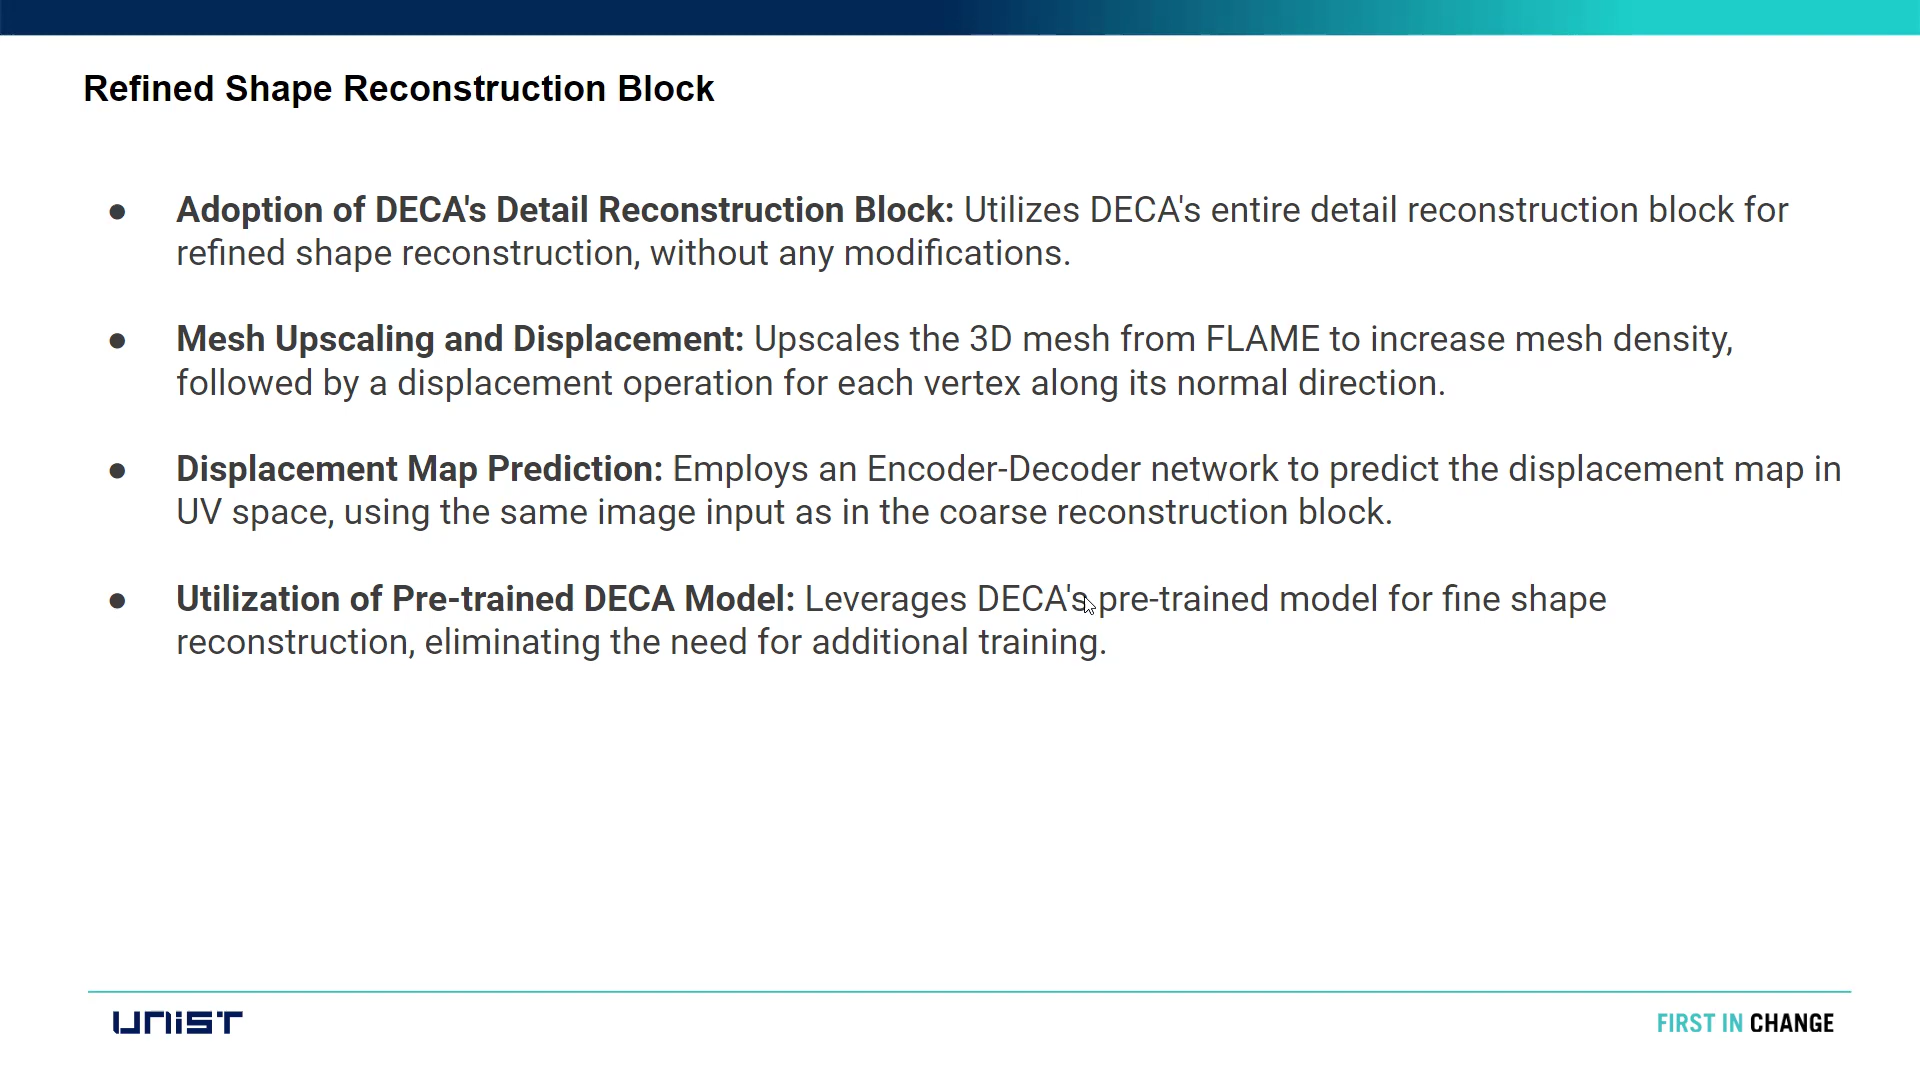 Refined Shape Reconstruction Block
● Adoption of DECA's Detail Reconstruction Block: Utilizes DECA's entire detail reconstruction block for
refined shape reconstruction, without any modifications.
● Mesh Upscaling and Displacement: Upscales the 3D mesh from FLAME to increase mesh density,
followed by a displacement operation for each vertex along its normal direction.
● Displacement Map Prediction: Employs an Encoder-Decoder network to predict the displacement map in
UV space, using the same image input as in the coarse reconstruction block.
● Utilization of Pre-trained DECA Model: Leverages DECA's pre-trained model for fine shape
reconstruction, eliminating the need for additional training.
UNIST
FIRST IN CHANGE